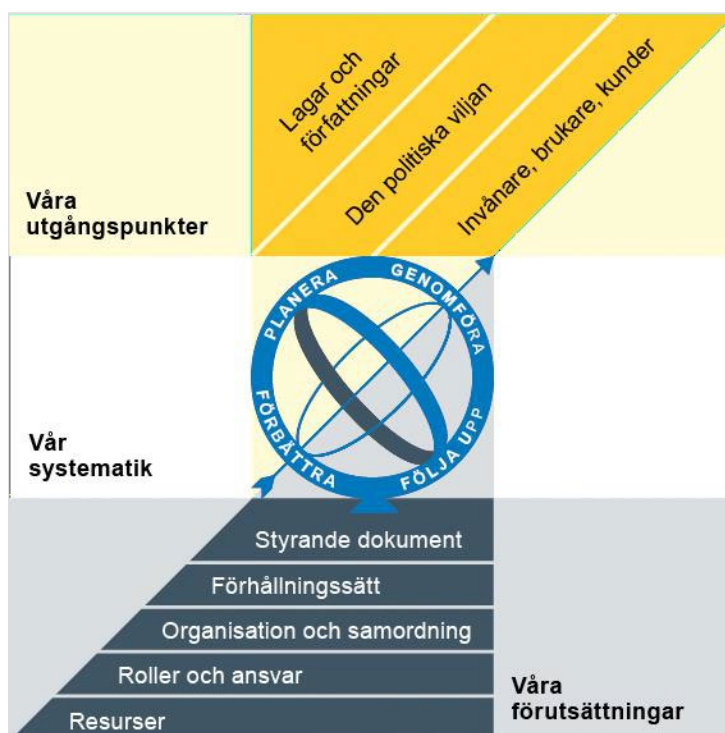 Lagar och
författningar
Den politiska viljan
Invånare, brukare, kunder
Våra
utgångspunkter
PLANERA
GENOMFÖRA
FÖRBÄTTRA
FÖLJA UPP
Vår
systematik
Styrande dokument
Förhållningssätt
Organisation och samordning
Roller och ansvar
Resurser
Våra
förutsättningar